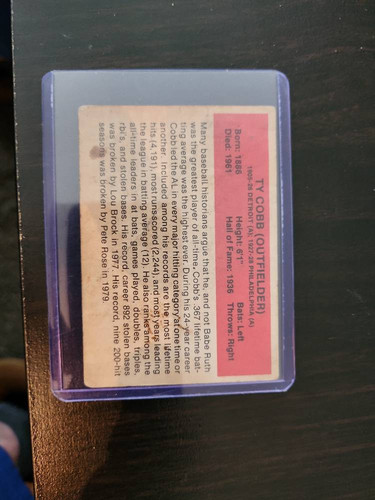 TY COBB (OUTFIELDER)
1905-26 DETROIT (A), 1927-28 PHILADELPHIA (A)
Born: 1886 Height: 6'1" Bats: Left
Died: 1961 Hall of Fame: 1935 Throws: Right
Many baseball historians argue that he, and not Babe Ruth
was the greatest player of all-time. Cobb's .367 lifetime bat-
ting average was the highest ever. During his 24-year career
Cobb led the AL in every major hitting category at one time or
another. Included among his records are the most lifetime
hits (4,191), most runs scored (2,244), and most years leading
the league in batting average (12). He also ranks among the
all-time leaders in at bats, games played, doubles, triples,
rbi's, and stolen bases. His record, career 892 stolen bases
was broken by Lou Brock in 1977. His record, nine 200-hit
seasons was broken by Pete Rose in 1979.